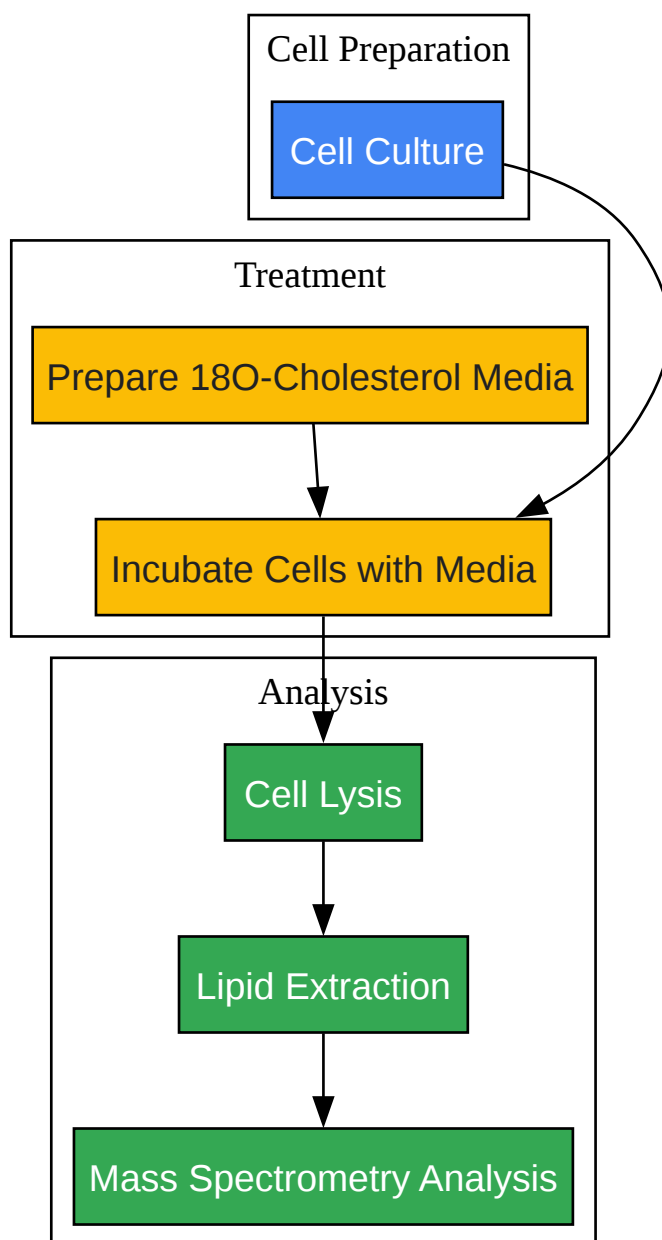 Cell Preparation
Cell Culture
Treatment
Prepare 18O-Cholesterol Media
Incubate Cells with Media
Analysis
Cell Lysis
Lipid Extraction
Mass Spectrometry Analysis